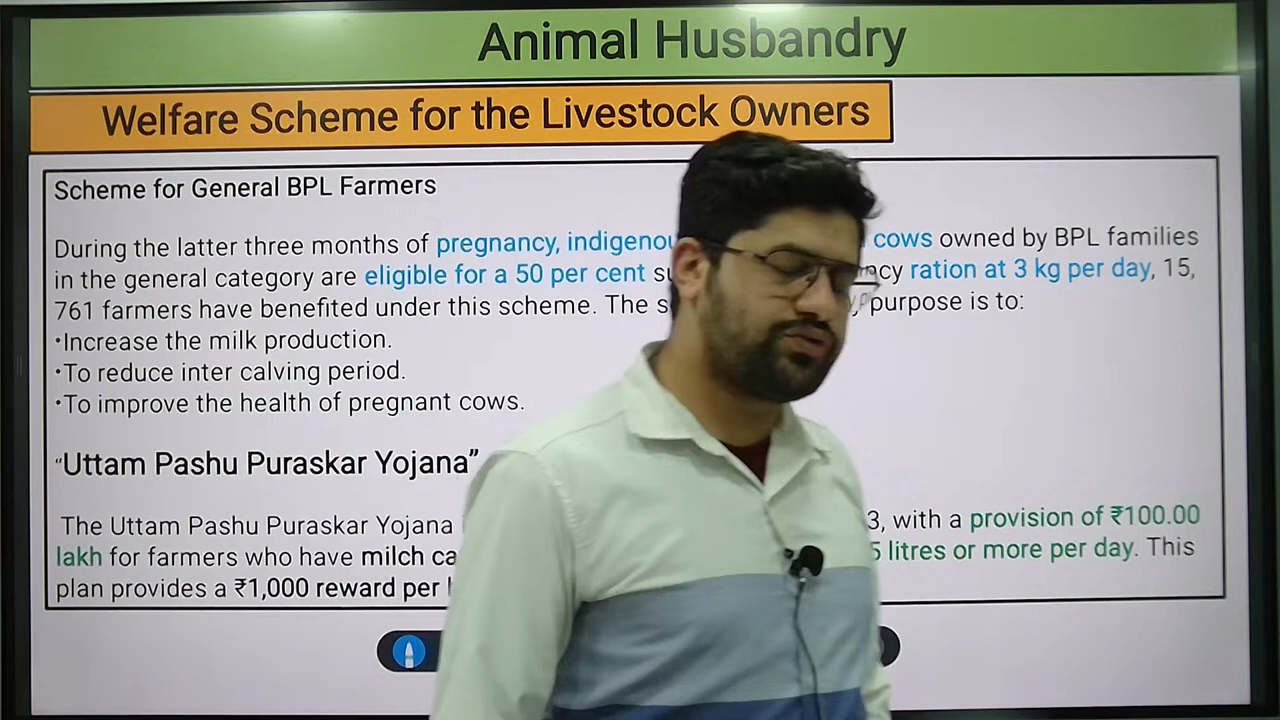 Animal Husbandry
Welfare Scheme for the Livestock Owners
Scheme for General BPL Farmers
During the latter three months of pregnancy, cows owned by BPL families
in the general category are eligible for a 50 per cent ration at 3 kg per day, 15,
761 farmers have benefited under this scheme. The purpose is to:
•Increase the milk production.
•To reduce inter calving period.
•To improve the health of pregnant cows.
“Uttam Pashu Puraskar Yojana”
The Uttam Pashu Puraskar Yojana 3, with a provision of ₹100.00
lakh for farmers who have milch 5 litres or more per day. This
plan provides a ₹1,000 reward per